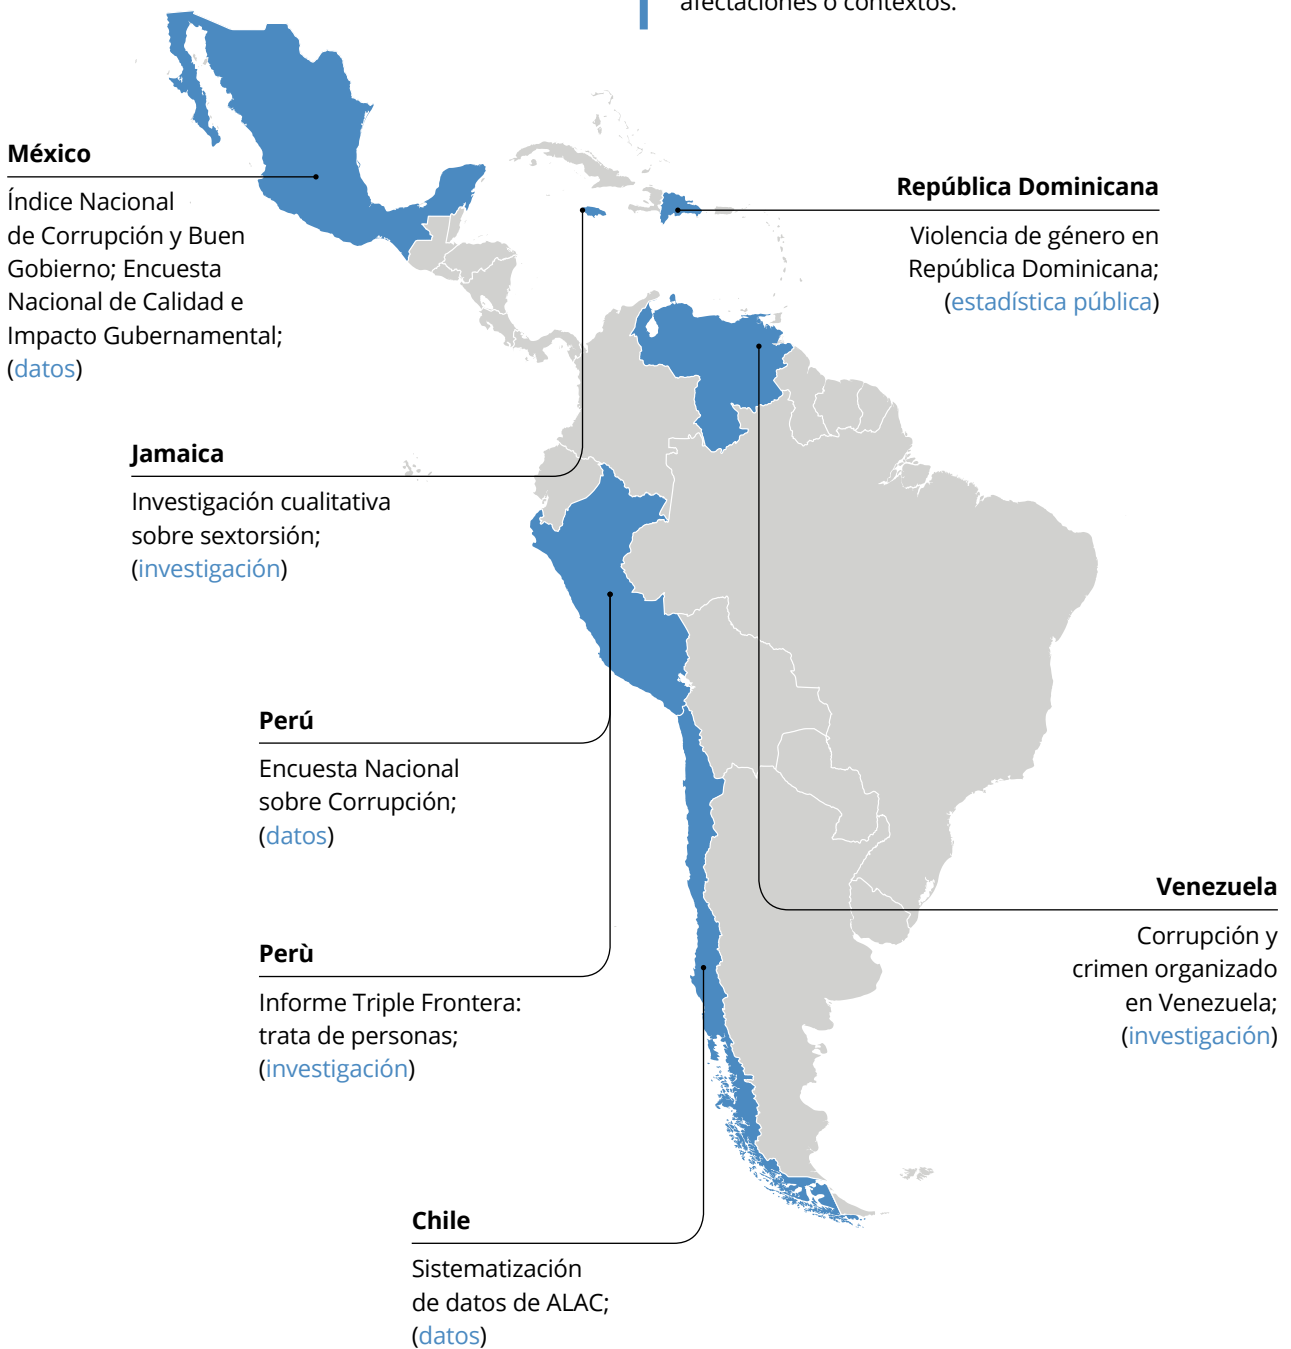 afectaciones o contextos.
México
Índice Nacional
de Corrupción y Buen
Gobierno; Encuesta
Nacional de Calidad e
Impacto Gubernamental;
(datos)
República Dominicana
Violencia de género en
República Dominicana;
(estadística pública)
Jamaica
Investigación cualitativa
sobre sextorsión;
(investigación)
Perú
Encuesta Nacional
sobre Corrupción;
(datos)
Venezuela
Corrupción y
crimen organizado
en Venezuela;
(investigación)
Perù
Informe Triple Frontera:
trata de personas;
(investigación)
Chile
Sistematización
de datos de ALAC;
(datos)